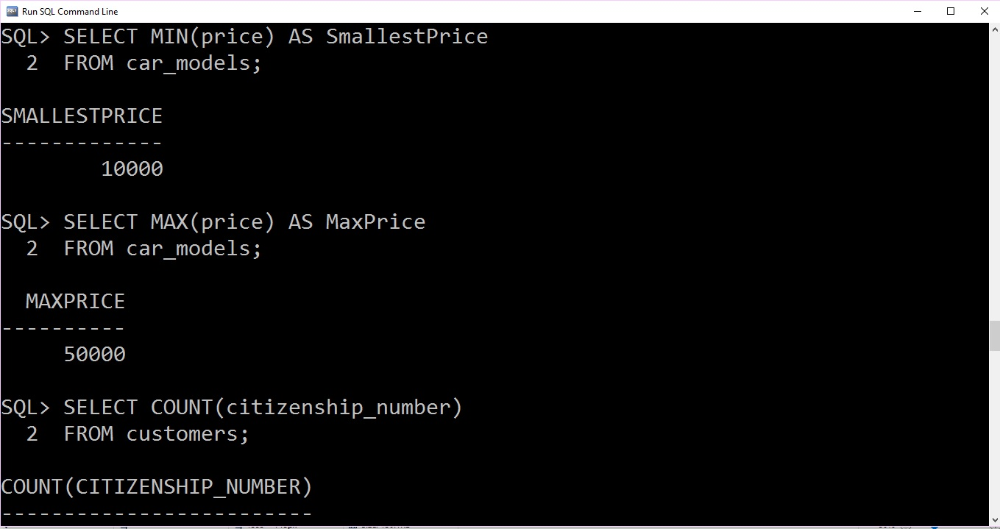 Run SQL Command Line
SQL> SELECT MIN(price) AS SmallestPrice
  2  FROM car_models;
SMALLESTPRICE
-------------
        10000
SQL> SELECT MAX(price) AS MaxPrice
  2  FROM car_models;
  MAXPRICE
----------
     50000
SQL> SELECT COUNT(citizenship_number)
  2  FROM customers;
COUNT(CITIZENSHIP_NUMBER)
-------------------------